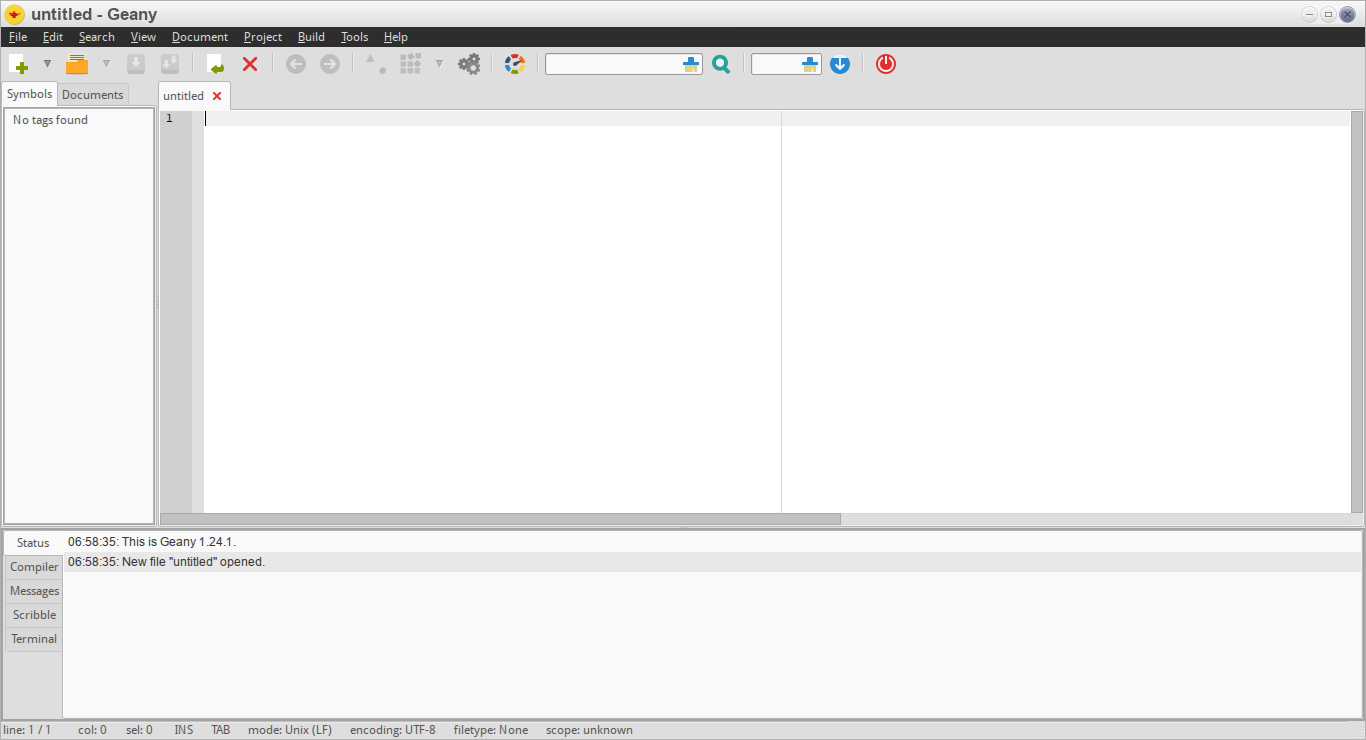 untitled - Geany
File Edit Search View Document Project Build Tools Help
Symbols Documents
untitled
No tags found
1
Status
06:58:35: This is Geany 1.24.1.
06:58:35: New file "untitled" opened.
Compiler
Messages
Scribble
Terminal
line: 1 / 1 col: 0 sel: 0 INS TAB mode: Unix (LF) encoding: UTF-8 filetype: None scope: unknown